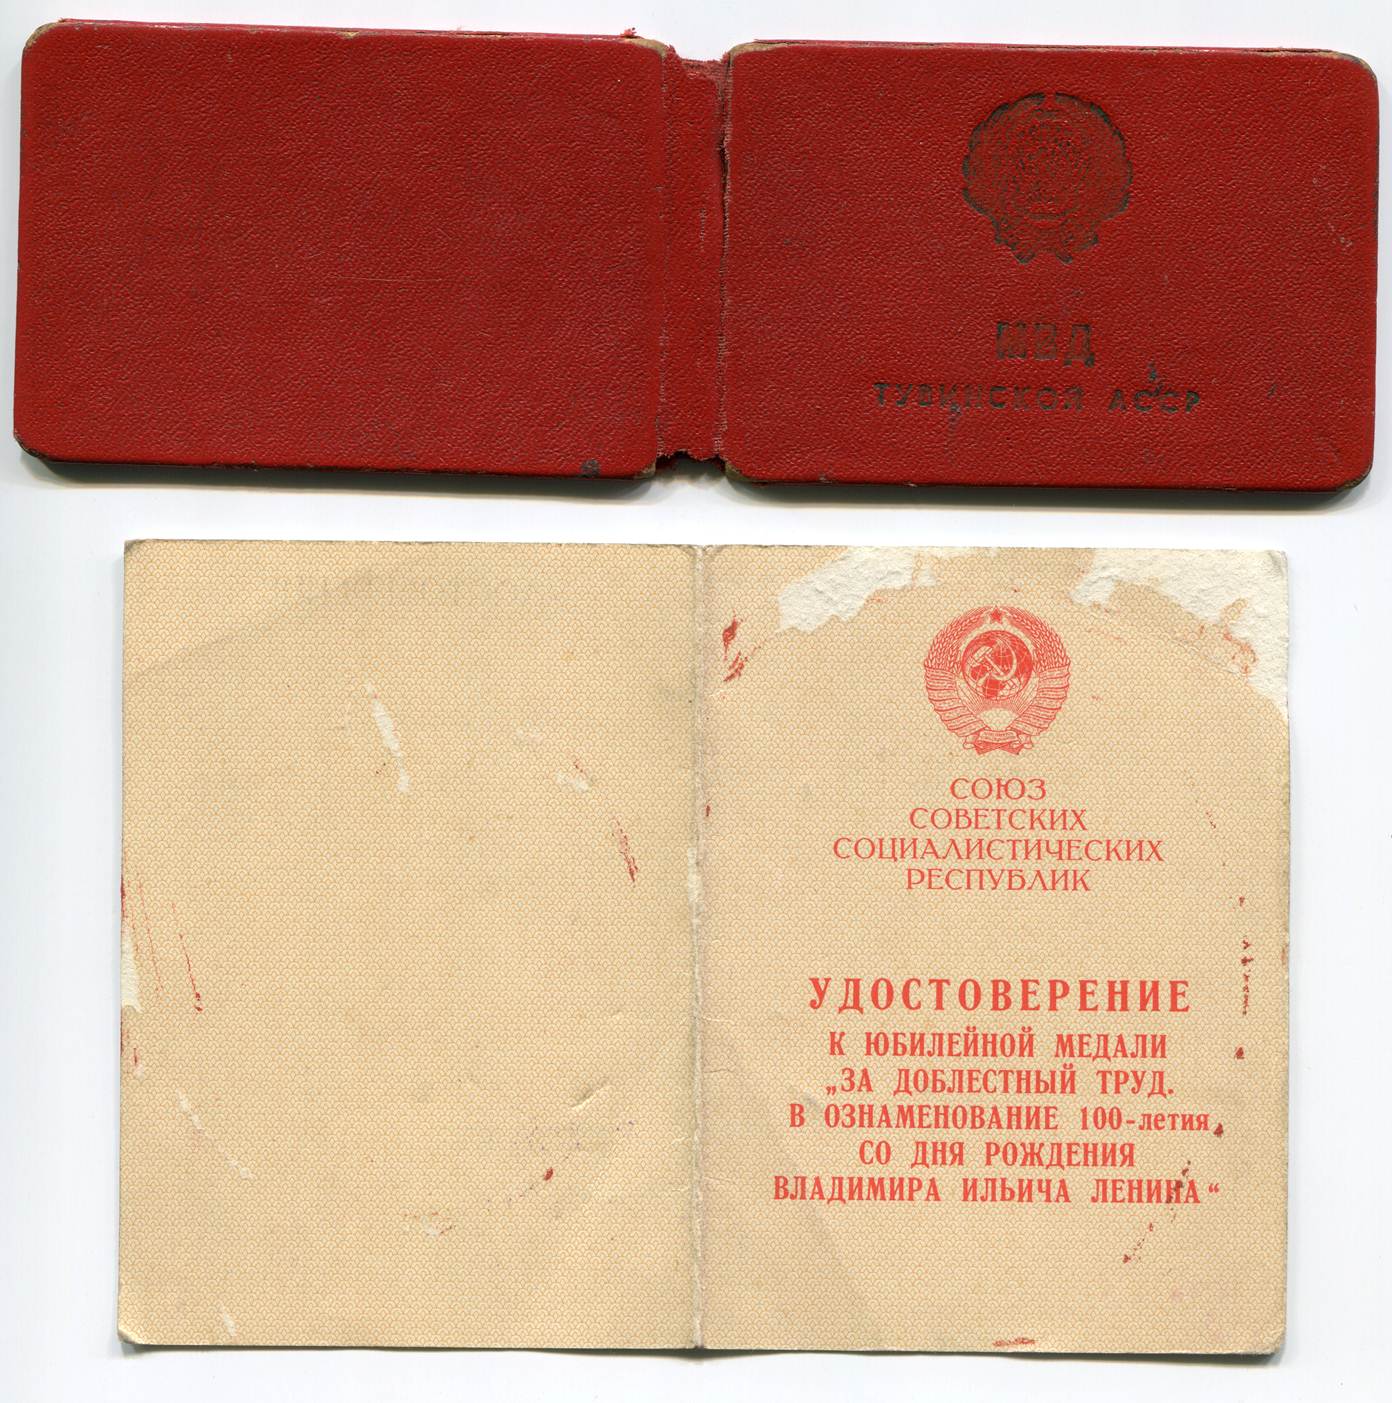 МВД
ТУВИНСКОЙ АССР
СОЮЗ
СОВЕТСКИХ
СОЦИАЛИСТИЧЕСКИХ
РЕСПУБЛИК
УДОСТОВЕРЕНИЕ
К ЮБИЛЕЙНОЙ МЕДАЛИ
„ЗА ДОБЛЕСТНЫЙ ТРУД.
В ОЗНАМЕНОВАНИЕ 100-летия
СО ДНЯ РОЖДЕНИЯ
ВЛАДИМИРА ИЛЬИЧА ЛЕНИНА“